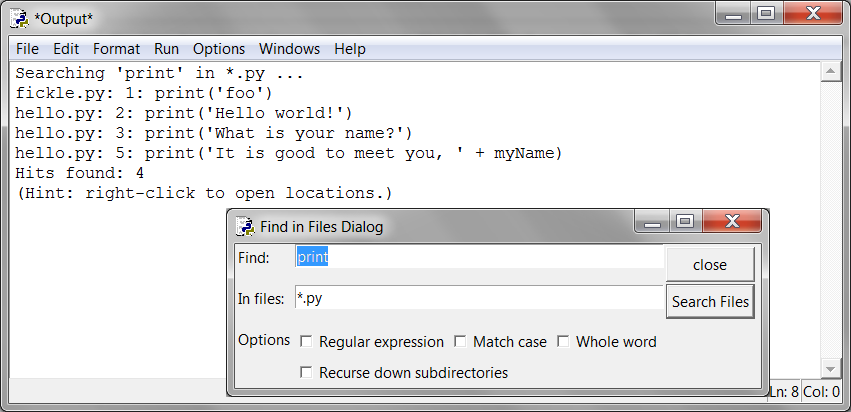 *Output*
File Edit Format Run Options Windows Help
Searching 'print' in *.py ...
fickle.py: 1: print('foo')
hello.py: 2: print('Hello world!')
hello.py: 3: print('What is your name?')
hello.py: 5: print('It is good to meet you, ' + myName)
Hits found: 4
(Hint: right-click to open locations.)
Find in Files Dialog
Find: print
close
In files: *.py
Search Files
Options Regular expression Match case Whole word
Recurse down subdirectories
Ln: 8 Col: 0